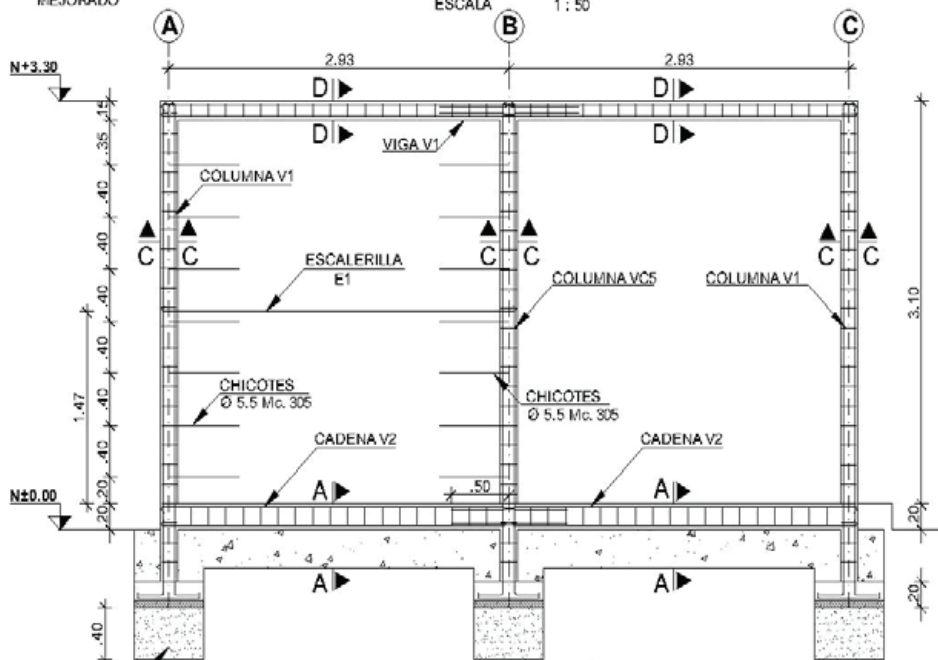 MEJORADO
ESCALA 1 : 50
A B C
2.93 2.93
N+3.30
D D
.15
D D
VIGA V1
.35
COLUMNA V1
.40
C C C C C C
.40
ESCALERILLA
E1
COLUMNA VC5
COLUMNA V1
.40
3.10
.40
1.47
CHICOTES
Ø 5.5 Mc. 305
CHICOTES
Ø 5.5 Mc. 305
.40
CADENA V2
CADENA V2
.40
A .50 A
.20
N±0.00
.20
.20
A A
.20
.40